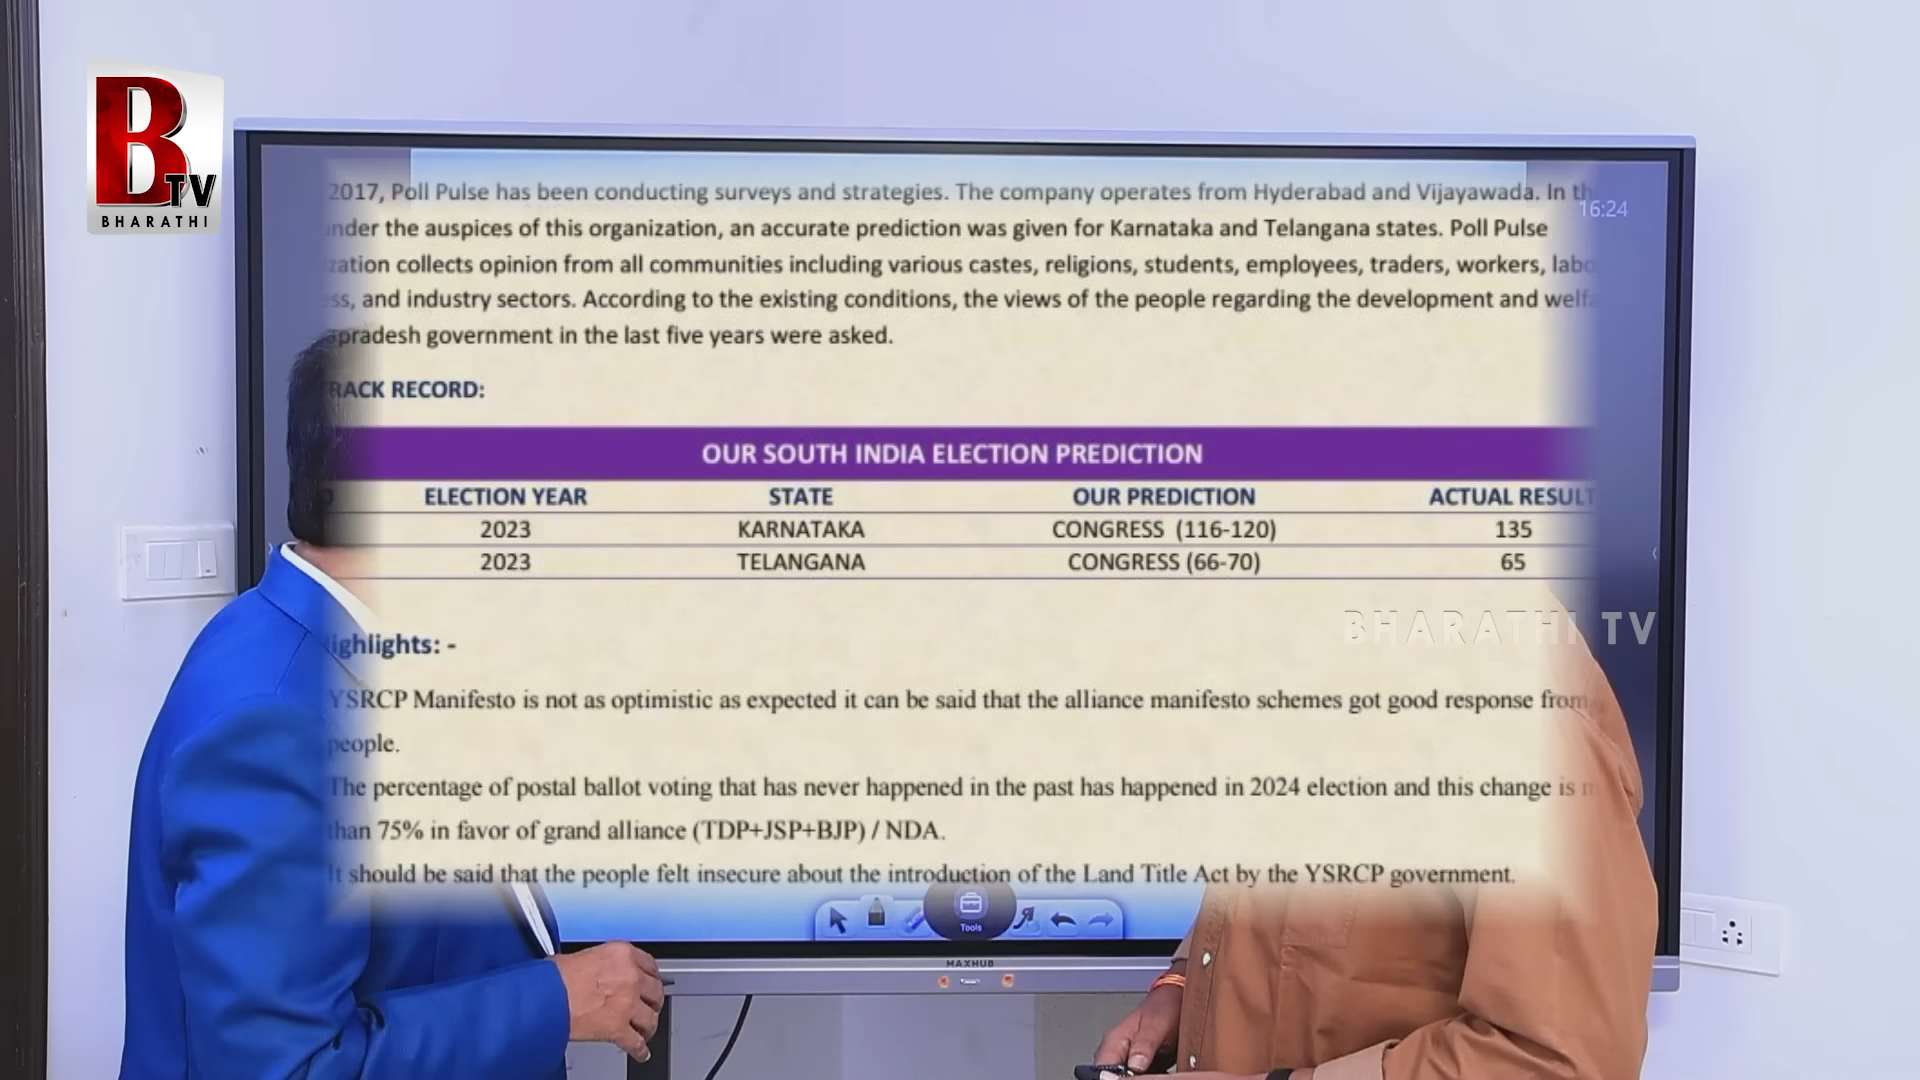 B
TV
BHARATHI
2017, Poll Pulse has been conducting surveys and strategies. The company operates from Hyderabad and Vijayawada. In
16:24
the auspices of this organization, an accurate prediction was given for Karnataka and Telangana states. Poll Pulse
collects opinion from all communities including various castes, religions, students, employees, traders, workers,
and industry sectors. According to the existing conditions, the views of the people regarding the development and
government in the last five years were asked.
RECORD:
OUR SOUTH INDIA ELECTION PREDICTION
ELECTION YEAR STATE OUR PREDICTION ACTUAL RESULT
2023 KARNATAKA CONGRESS (116-120) 135
2023 TELANGANA CONGRESS (66-70) 65
BHARATHI TV
ighlights: -
YSRCP Manifesto is not as optimistic as expected it can be said that the alliance manifesto schemes got good response from
people.
The percentage of postal ballot voting that has never happened in the past has happened in 2024 election and this change is
than 75% in favor of grand alliance (TDP+JSP+BJP) / NDA.
It should be said that the people felt insecure about the introduction of the Land Title Act by the YSRCP government.
Tools
MAXHUB